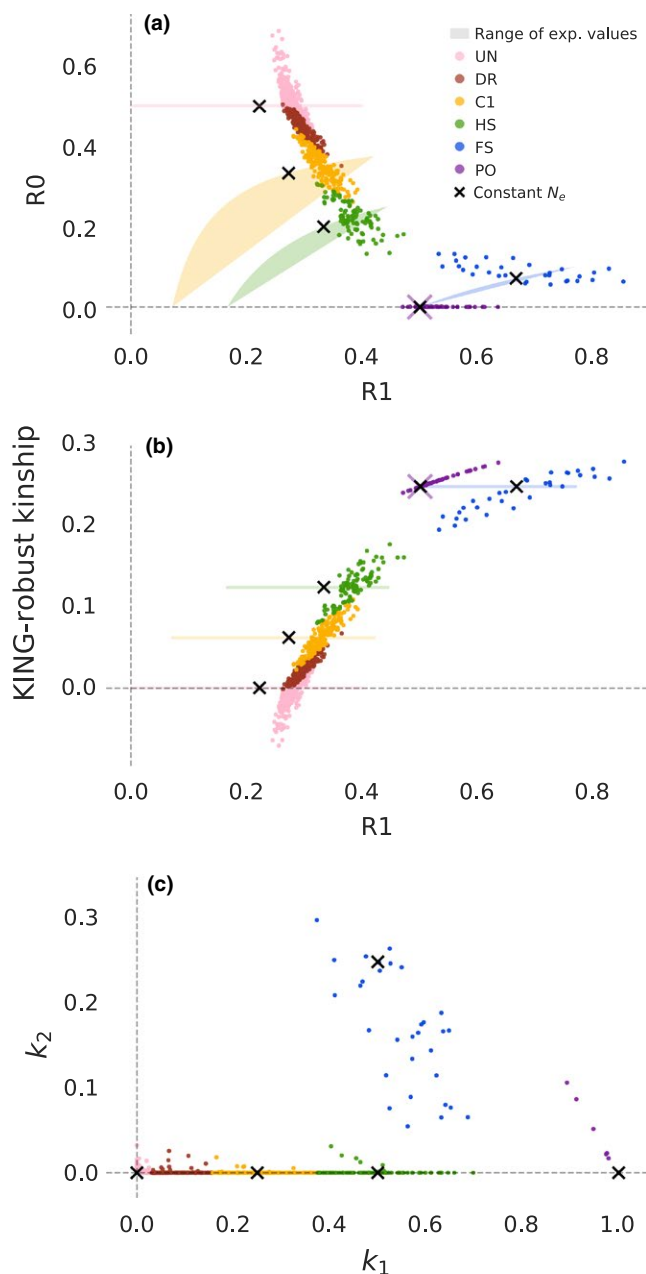 (a)
Range of exp. values
UN
DR
C1
HS
FS
PO
Constant Nₑ
0.6
0.4
0.2
0.0
R0
0.0 0.2 0.4 0.6 0.8
R1
(b)
0.3
0.2
0.1
0.0
KING-robust kinship
0.0 0.2 0.4 0.6 0.8
R1
(c)
0.3
0.2
0.1
0.0
k₂
0.0 0.2 0.4 0.6 0.8 1.0
k₁